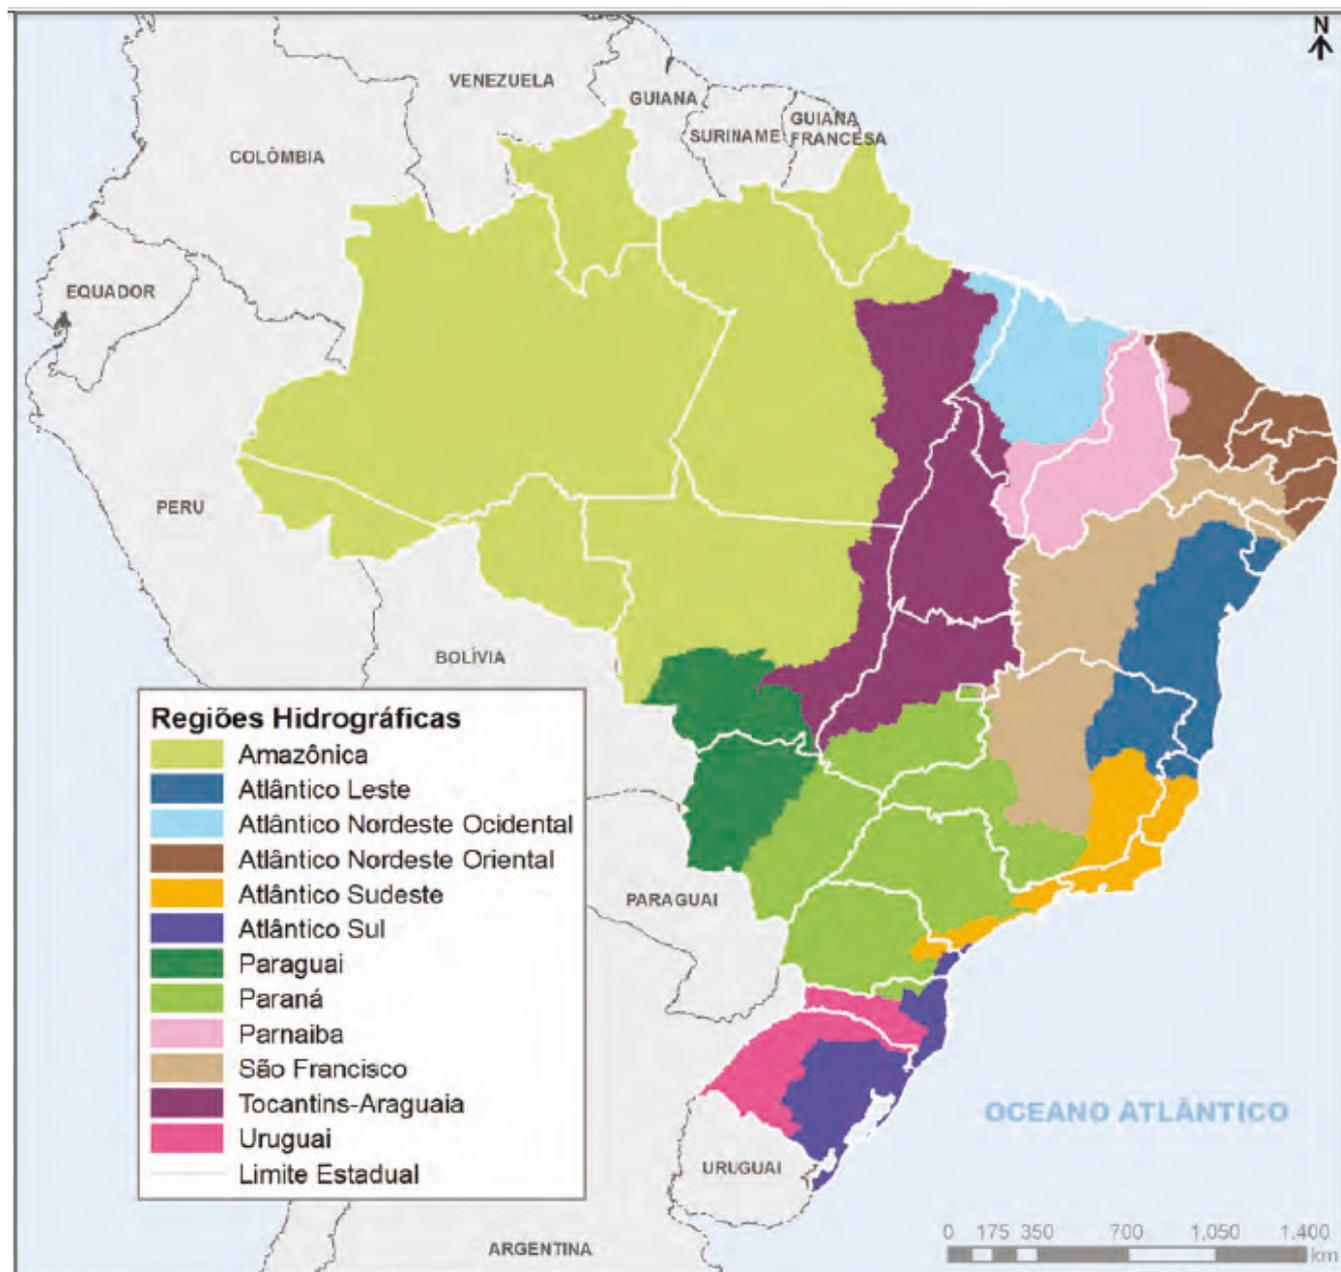 N
VENEZUELA
GUIANA
GUIANA
SURINAME
FRANCESA
COLÔMBIA
EQUADOR
PERU
BOLÍVIA
Regiões Hidrográficas
Amazônica
Atlântico Leste
Atlântico Nordeste Ocidental
Atlântico Nordeste Oriental
Atlântico Sudeste
Atlântico Sul
Paraguai
Paraná
Parnaiba
São Francisco
Tocantins-Araguaia
Uruguai
Limite Estadual
PARAGUAI
OCEANO ATLÂNTICO
URUGUAI
ARGENTINA
0 175 350 700 1,050 1.400
km